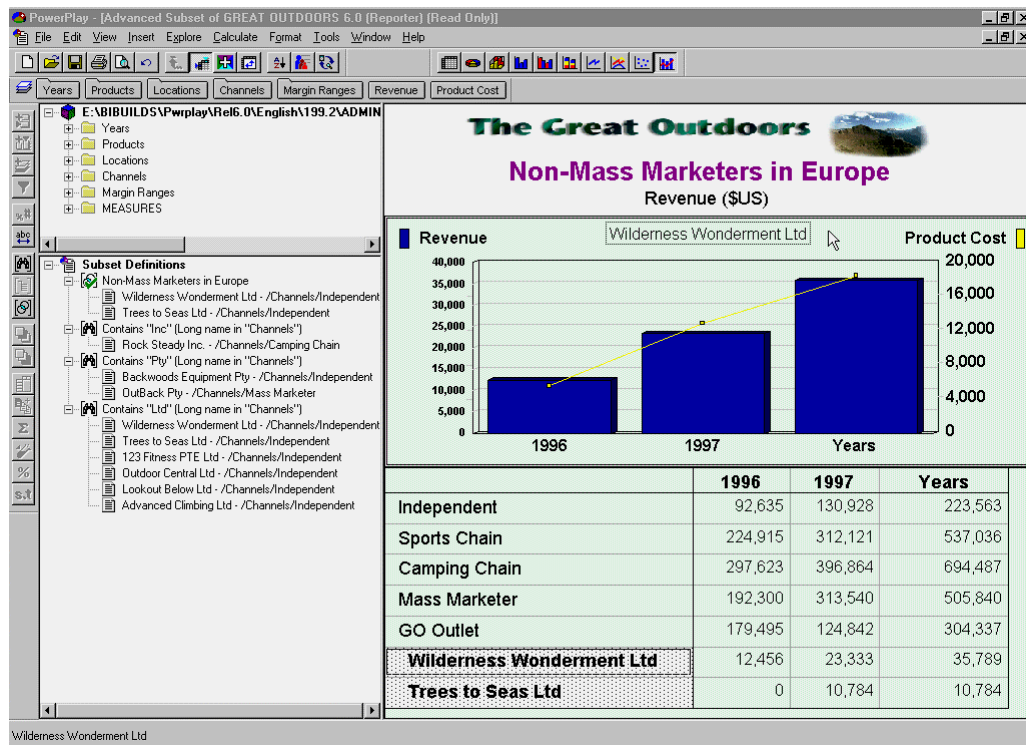 PowerPlay - [Advanced Subset of GREAT OUTDOORS 6.0 (Reporter) (Read Only)]
File Edit View Insert Explore Calculate Format Tools Window Help
Years Products Locations Channels Margin Ranges Revenue Product Cost
E:\BIBUILDS\Pwrplay\Rel6.0\English\199.2\ADMIN
Years
Products
Locations
Channels
Margin Ranges
MEASURES
Subset Definitions
Non-Mass Marketers in Europe
Wilderness Wonderment Ltd - /Channels/Independent
Trees to Seas Ltd - /Channels/Independent
Contains "Inc" (Long name in "Channels")
Rock Steady Inc. - /Channels/Camping Chain
Contains "Pty" (Long name in "Channels")
Backwoods Equipment Pty - /Channels/Independent
OutBack Pty - /Channels/Mass Marketer
Contains "Ltd" (Long name in "Channels")
Wilderness Wonderment Ltd - /Channels/Independent
Trees to Seas Ltd - /Channels/Independent
123 Fitness PTE Ltd - /Channels/Independent
Outdoor Central Ltd - /Channels/Independent
Lookout Below Ltd - /Channels/Independent
Advanced Climbing Ltd - /Channels/Independent
The Great Outdoors
Non-Mass Marketers in Europe
Revenue ($US)
Revenue Wilderness Wonderment Ltd Product Cost
40,000 20,000
35,000 16,000
30,000
25,000 12,000
20,000
15,000 8,000
10,000 4,000
5,000
0 0
1996 1997 Years
1996 1997 Years
Independent 92,635 130,928 223,563
Sports Chain 224,915 312,121 537,036
Camping Chain 297,623 396,864 694,487
Mass Marketer 192,300 313,540 505,840
GO Outlet 179,495 124,842 304,337
Wilderness Wonderment Ltd 12,456 23,333 35,789
Trees to Seas Ltd 0 10,784 10,784
Wilderness Wonderment Ltd